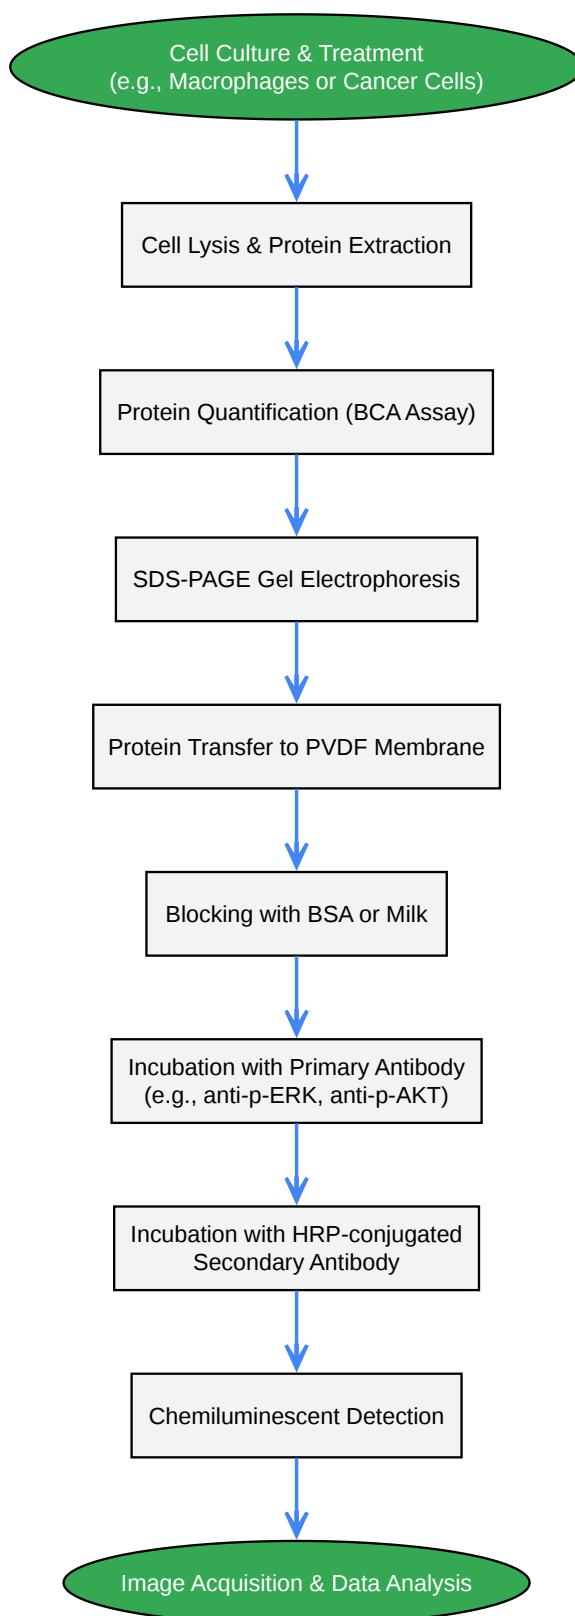 Cell Culture & Treatment
(e.g., Macrophages or Cancer Cells)
Cell Lysis & Protein Extraction
Protein Quantification (BCA Assay)
SDS-PAGE Gel Electrophoresis
Protein Transfer to PVDF Membrane
Blocking with BSA or Milk
Incubation with Primary Antibody
(e.g., anti-p-ERK, anti-p-AKT)
Incubation with HRP-conjugated
Secondary Antibody
Chemiluminescent Detection
Image Acquisition & Data Analysis